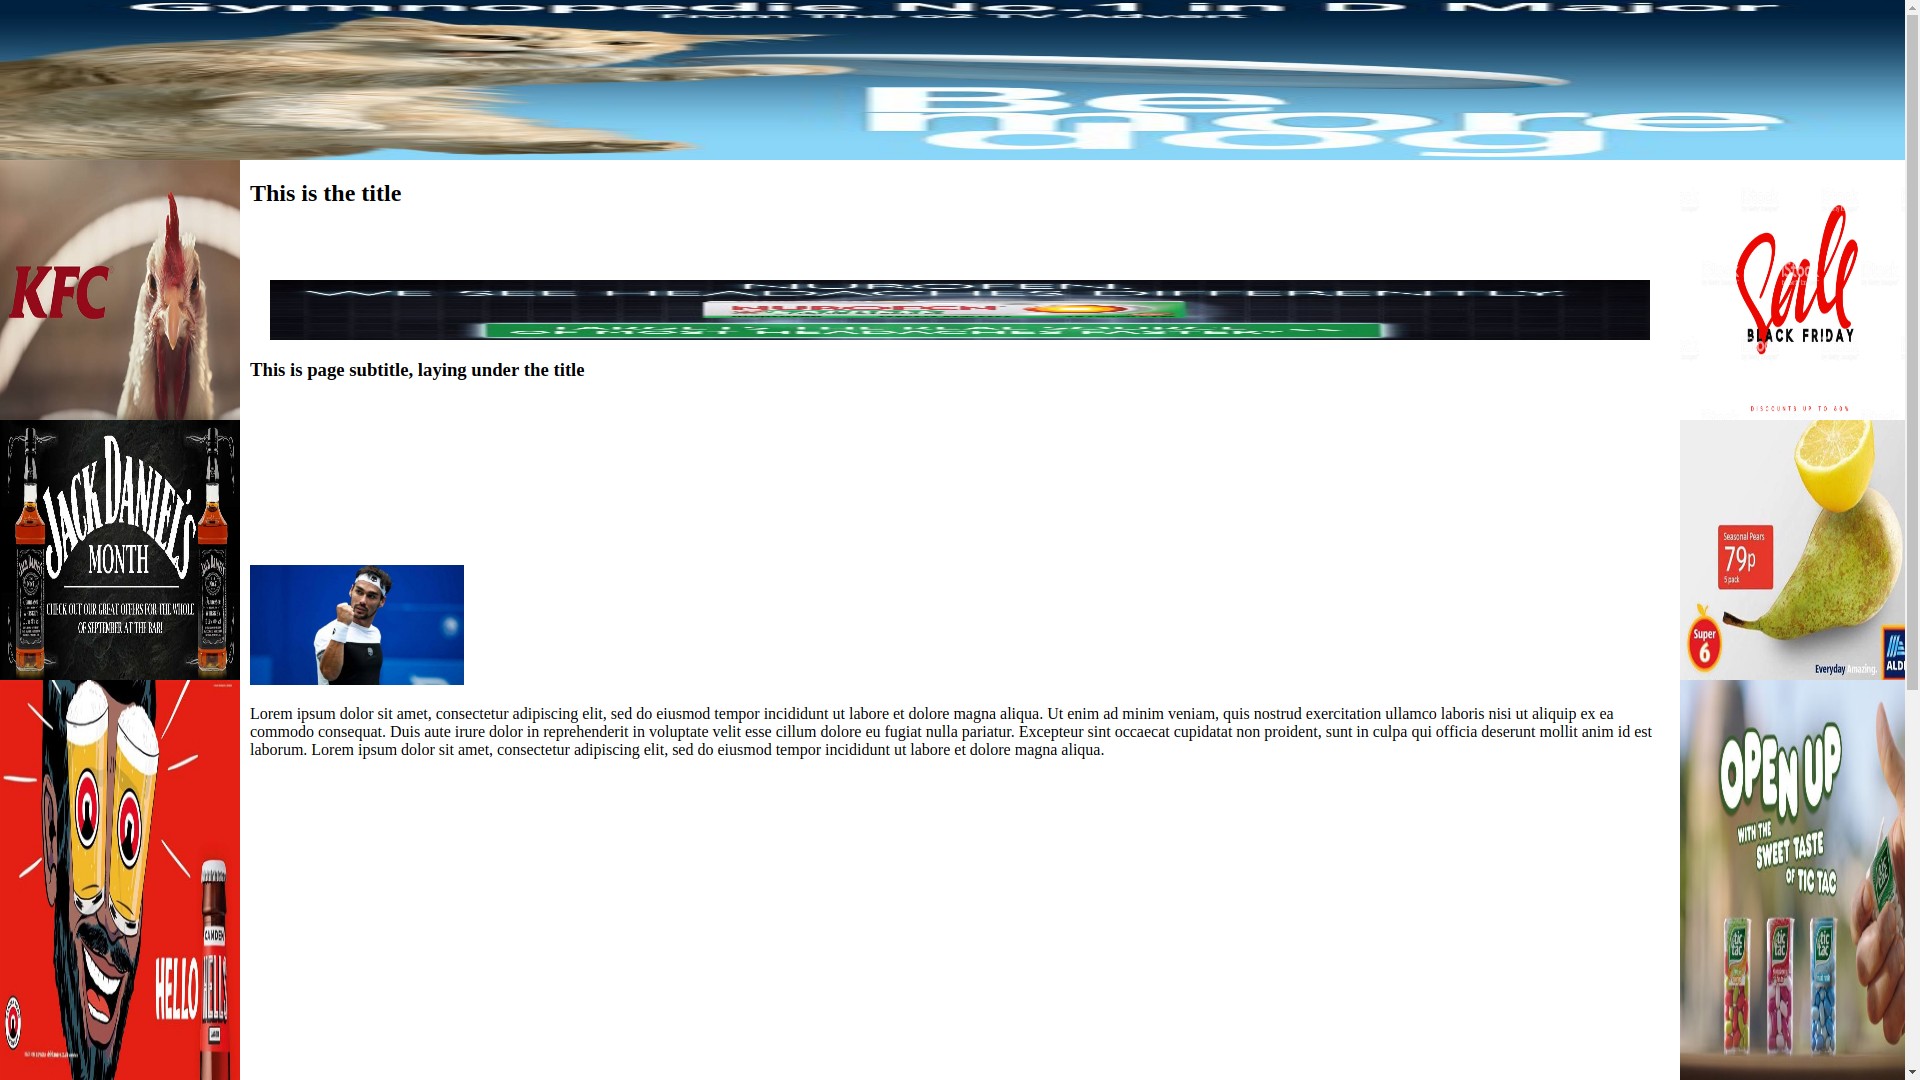 Gymnopedie No.1 in D Major
From The o2 TV Advert
Be
more
dog
KFC
This is the title
NUROFEN.
WE SEE HEADACHES DIFFERENTLY
NUROFEN
This is page subtitle, laying under the title
Sale
BLACK FRIDAY
DISCOUNTS UP TO 60%
JACK DANIEL'S
MONTH
CHECK OUT OUR GREAT OFFERS FOR THE WHOLE
OF SEPTEMBER AT THE BAR!
Seasonal Pears
79p
5 pack
Super
6
Everyday Amazing.
ALDI
Lorem ipsum dolor sit amet, consectetur adipiscing elit, sed do eiusmod tempor incididunt ut labore et dolore magna aliqua. Ut enim ad minim veniam, quis nostrud exercitation ullamco laboris nisi ut aliquip ex ea
commodo consequat. Duis aute irure dolor in reprehenderit in voluptate velit esse cillum dolore eu fugiat nulla pariatur. Excepteur sint occaecat cupidatat non proident, sunt in culpa qui officia deserunt mollit anim id est
laborum. Lorem ipsum dolor sit amet, consectetur adipiscing elit, sed do eiusmod tempor incididunt ut labore et dolore magna aliqua.
HELLO
CAMDEN
HELLS
LAGER
OPEN UP
WITH THE
SWEET TASTE
OF TIC TAC
tic tac
tic tac
tic tac